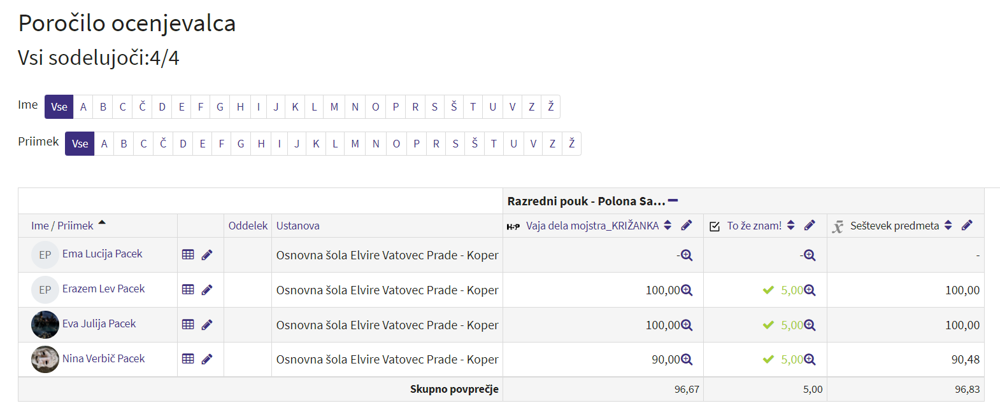 Poročilo ocenjevalca
Vsi sodelujoči:4/4
Ime Vse A B C Č D E F G H I J K L M N O P R S Š T U V Z Ž
Priimek Vse A B C Č D E F G H I J K L M N O P R S Š T U V Z Ž
Razredni pouk - Polona Sa...
Ime / Priimek Oddelek Ustanova H-P Vaja dela mojstra_KRIŽANKA To že znam! x̄ Seštevek predmeta
EP Ema Lucija Pacek Osnovna šola Elvire Vatovec Prade - Koper - - -
EP Erazem Lev Pacek Osnovna šola Elvire Vatovec Prade - Koper 100,00 5,00 100,00
Eva Julija Pacek Osnovna šola Elvire Vatovec Prade - Koper 100,00 5,00 100,00
Nina Verbič Pacek Osnovna šola Elvire Vatovec Prade - Koper 90,00 5,00 90,48
Skupno povprečje 96,67 5,00 96,83